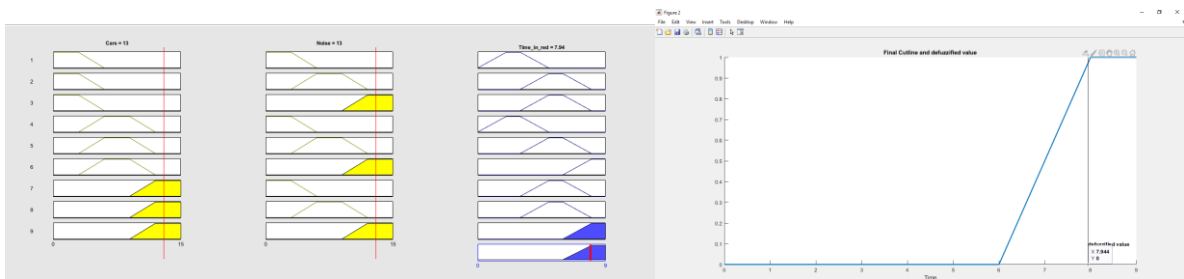 Cars = 13
Noise = 13
Time_in_red = 7.94
1
2
3
4
5
6
7
8
9
0
15
0
15
0
9
Figure 2
File Edit View Insert Tools Desktop Window Help
Final Cutline and defuzzified value
1
0.9
0.8
0.7
0.6
0.5
0.4
0.3
0.2
0.1
0
defuzzified value
X 7.944
Y 0
0 1 2 3 4 5 6 7 8 9
Time